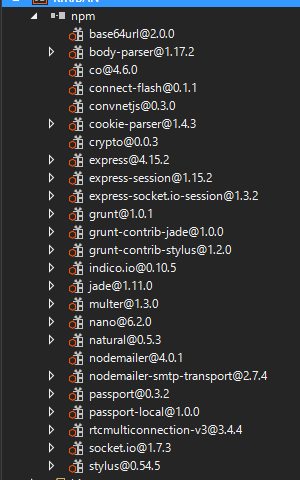 npm
base64url@2.0.0
body-parser@1.17.2
co@4.6.0
connect-flash@0.1.1
convnetjs@0.3.0
cookie-parser@1.4.3
crypto@0.0.3
express@4.15.2
express-session@1.15.2
express-socket.io-session@1.3.2
grunt@1.0.1
grunt-contrib-jade@1.0.0
grunt-contrib-stylus@1.2.0
indico.io@0.10.5
jade@1.11.0
multer@1.3.0
nano@6.2.0
natural@0.5.3
nodemailer@4.0.1
nodemailer-smtp-transport@2.7.4
passport@0.3.2
passport-local@1.0.0
rtcmulticonnection-v3@3.4.4
socket.io@1.7.3
stylus@0.54.5